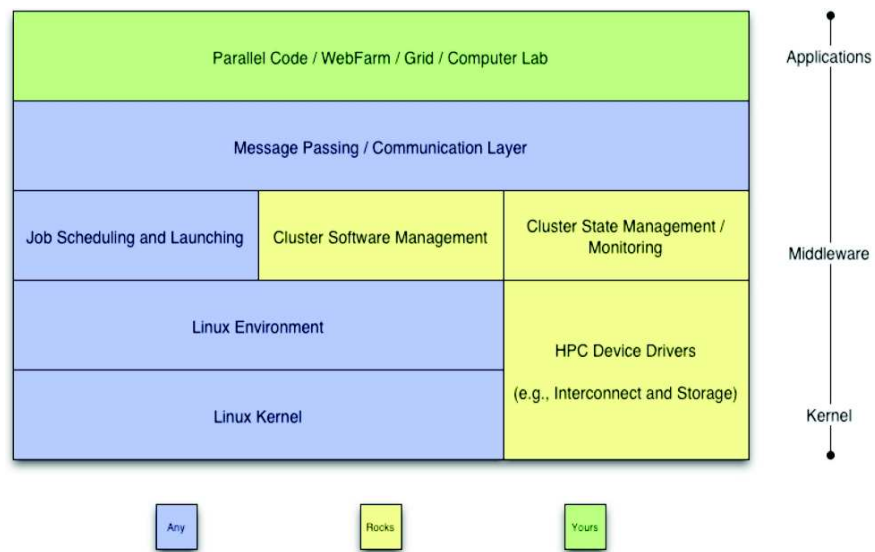 Parallel Code / WebFarm / Grid / Computer Lab
Applications
Message Passing / Communication Layer
Job Scheduling and Launching
Cluster Software Management
Cluster State Management /
Monitoring
Middleware
Linux Environment
HPC Device Drivers
(e.g., Interconnect and Storage)
Linux Kernel
Kernel
Any
Rocks
Yours